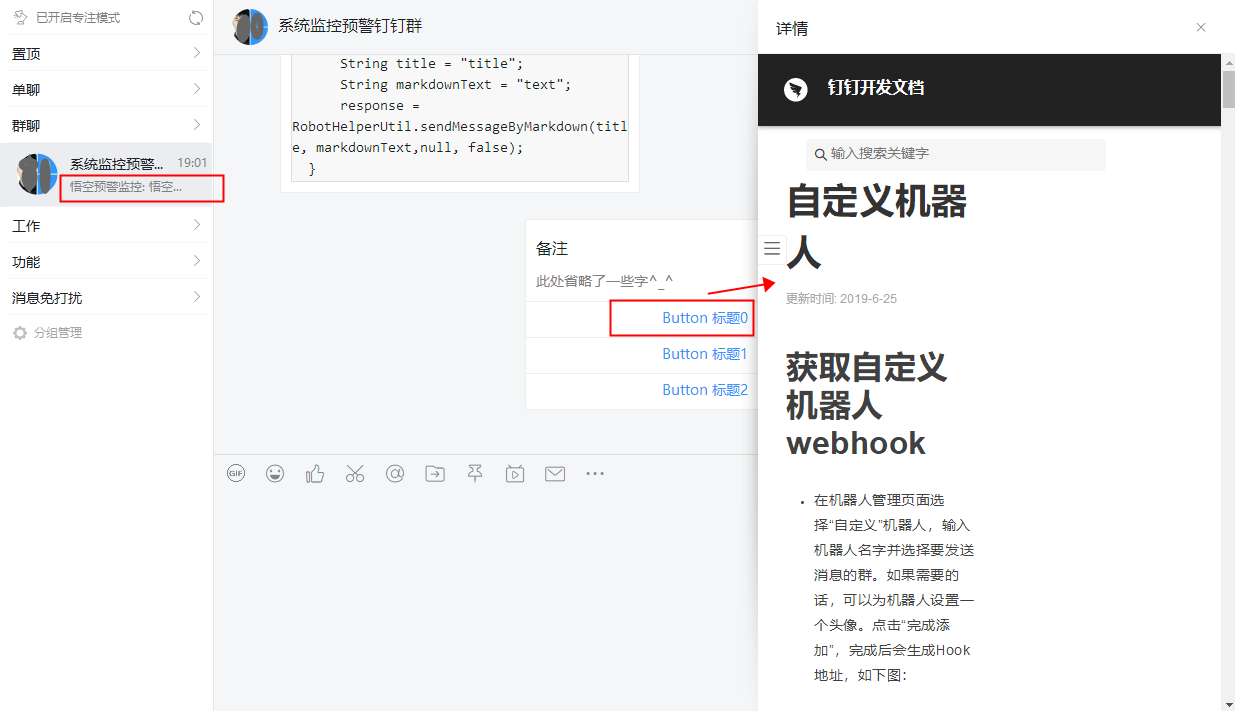 已开启专注模式
置顶
单聊
群聊
系统监控预警... 19:01
悟空预警监控: 悟空...
工作
功能
消息免打扰
分组管理
系统监控预警钉钉群
String title = "title";
String markdownText = "text";
response =
RobotHelperUtil.sendMessageByMarkdown(titl
e, markdownText,null, false);
}
备注
此处省略了一些字^_^
Button 标题0
Button 标题1
Button 标题2
GIF
详情
钉钉开发文档
输入搜索关键字
自定义机器
人
更新时间: 2019-6-25
获取自定义
机器人
webhook
在机器人管理页面选
择“自定义”机器人，输入
机器人名字并选择要发送
消息的群。如果需要的
话，可以为机器人设置一
个头像。点击“完成添
加”，完成后会生成Hook
地址，如下图：